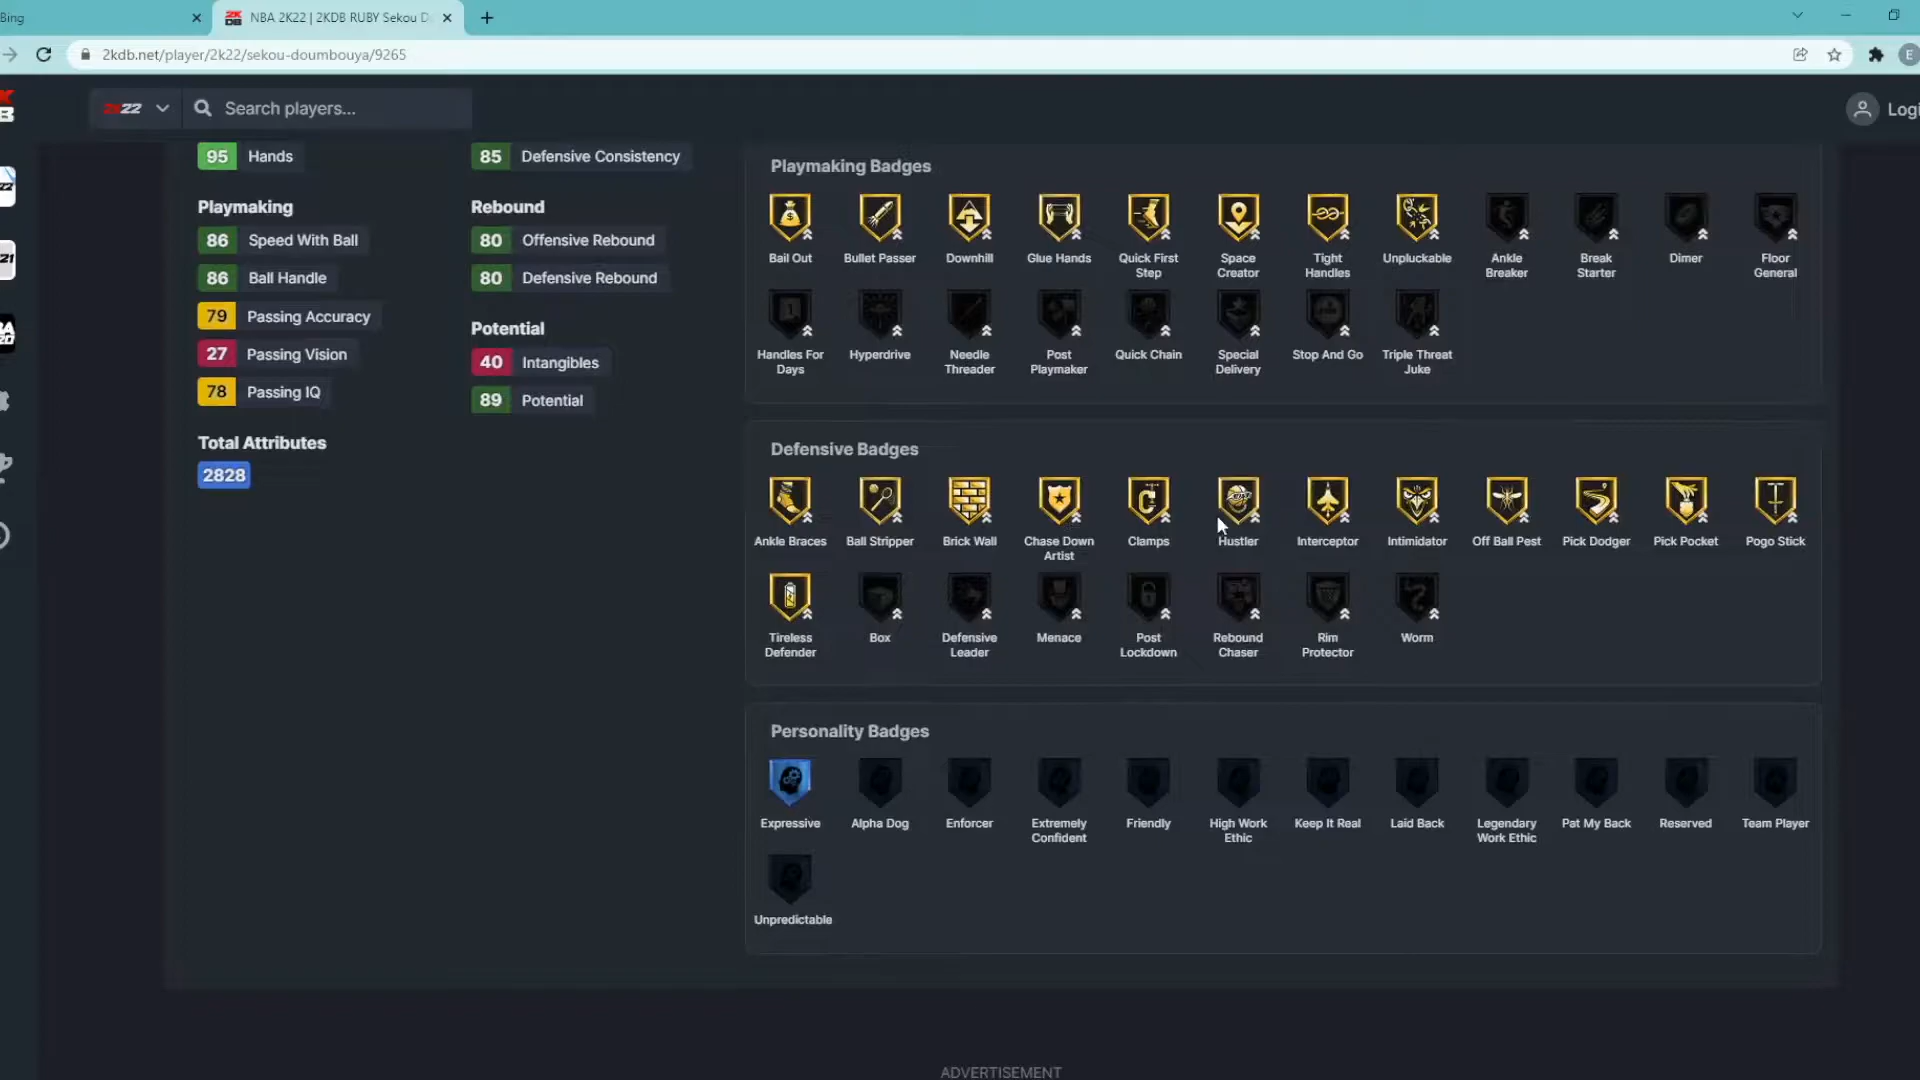 Bing
NBA 2K22 | 2KDB RUBY Sekou D
2kdb.net/player/2k22/sekou-doumbouya/9265
2K22
Search players...
Logi
95 Hands
85 Defensive Consistency
Playmaking
86 Speed With Ball
86 Ball Handle
79 Passing Accuracy
27 Passing Vision
78 Passing IQ
Total Attributes
2828
Rebound
80 Offensive Rebound
80 Defensive Rebound
Potential
40 Intangibles
89 Potential
Playmaking Badges
Bail Out
Bullet Passer
Downhill
Glue Hands
Quick First
Step
Space
Creator
Tight
Handles
Unpluckable
Ankle
Breaker
Break
Starter
Dimer
Floor
General
Handles For
Days
Hyperdrive
Needle
Threader
Post
Playmaker
Quick Chain
Special
Delivery
Stop And Go
Triple Threat
Juke
Defensive Badges
Ankle Braces
Ball Stripper
Brick Wall
Chase Down
Artist
Clamps
Hustler
Interceptor
Intimidator
Off Ball Pest
Pick Dodger
Pick Pocket
Pogo Stick
Tireless
Defender
Box
Defensive
Leader
Menace
Post
Lockdown
Rebound
Chaser
Rim
Protector
Worm
Personality Badges
Expressive
Alpha Dog
Enforcer
Extremely
Confident
Friendly
High Work
Ethic
Keep It Real
Laid Back
Legendary
Work Ethic
Pat My Back
Reserved
Team Player
Unpredictable
ADVERTISEMENT